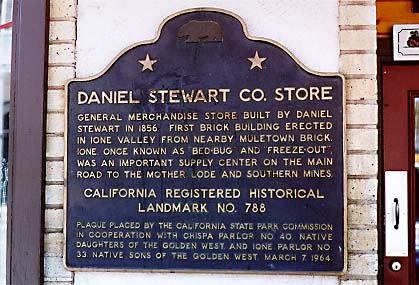 DANIEL STEWART CO. STORE
GENERAL MERCHANDISE STORE BUILT BY DANIEL
STEWART IN 1856. FIRST BRICK BUILDING ERECTED
IN IONE VALLEY FROM NEARBY MULETOWN BRICK.
IONE, ONCE KNOWN AS "BED-BUG" AND "FREEZE-OUT",
WAS AN IMPORTANT SUPPLY CENTER ON THE MAIN
ROAD TO THE MOTHER LODE AND SOUTHERN MINES.
CALIFORNIA REGISTERED HISTORICAL
LANDMARK NO. 788
PLAQUE PLACED BY THE CALIFORNIA STATE PARK COMMISSION
IN COOPERATION WITH CHISPA PARLOR NO. 40, NATIVE
DAUGHTERS OF THE GOLDEN WEST, AND IONE PARLOR NO.
33 NATIVE SONS OF THE GOLDEN WEST. MARCH 7, 1964